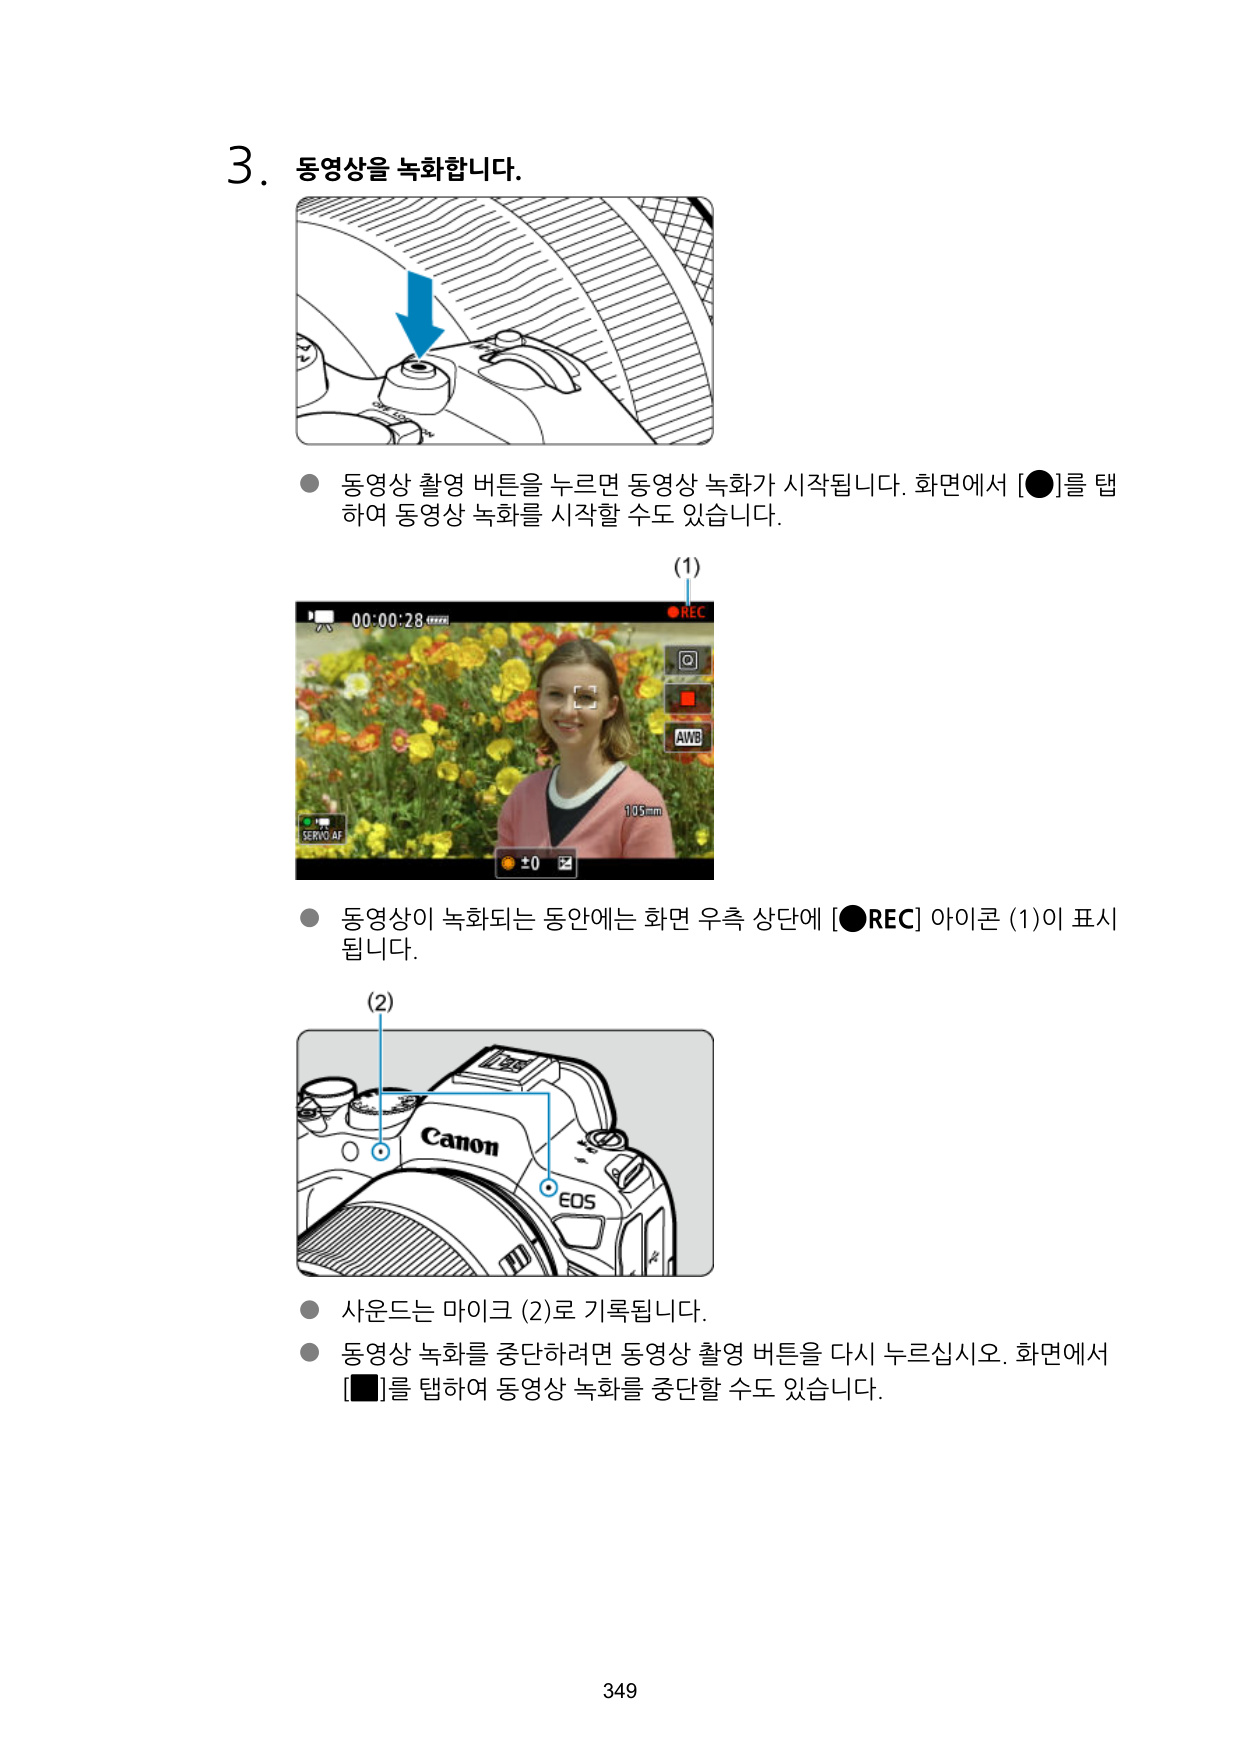 3. 동영상을 녹화합니다.
OFF LOCK ON
● 동영상 촬영 버튼을 누르면 동영상 녹화가 시작됩니다. 화면에서 [●]를 탭
하여 동영상 녹화를 시작할 수도 있습니다.
(1)
00:00:28
●REC
Q
AWB
105mm
SERVO AF
±0
● 동영상이 녹화되는 동안에는 화면 우측 상단에 [●REC] 아이콘 (1)이 표시
됩니다.
(2)
Canon
EOS
● 사운드는 마이크 (2)로 기록됩니다.
● 동영상 녹화를 중단하려면 동영상 촬영 버튼을 다시 누르십시오. 화면에서
[■]를 탭하여 동영상 녹화를 중단할 수도 있습니다.
349